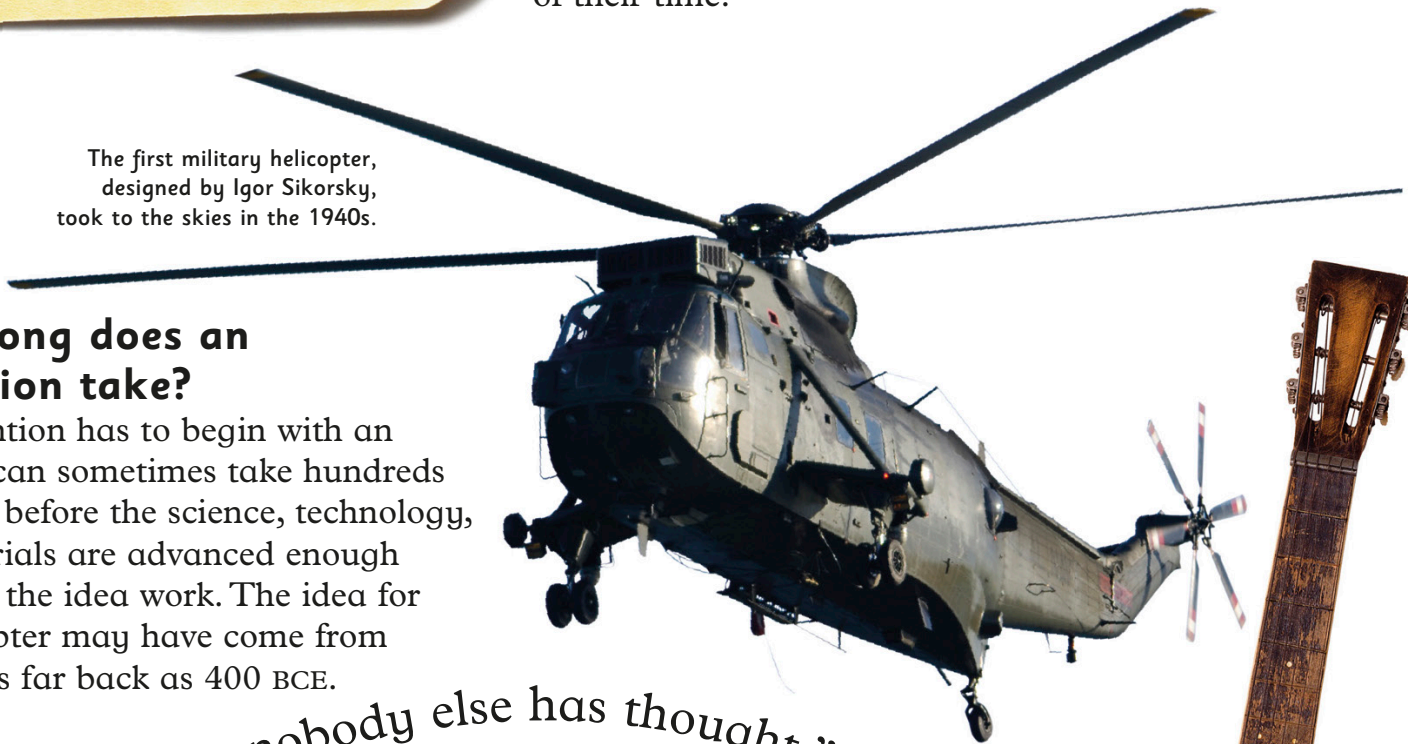 of their time.
The first military helicopter,
designed by Igor Sikorsky,
took to the skies in the 1940s.
ong does an
ion take?
ntion has to begin with an
can sometimes take hundreds
before the science, technology,
rials are advanced enough
the idea work. The idea for
pter may have come from
s far back as 400 BCE.
nobody else has thought."